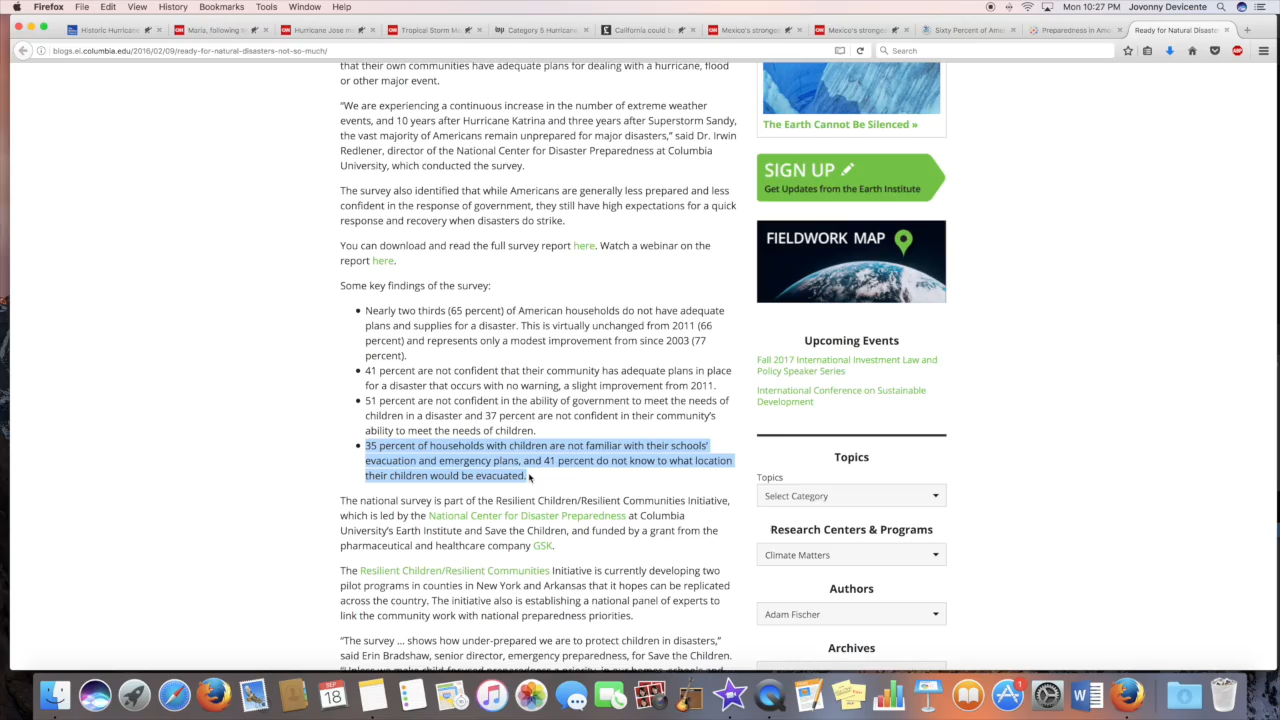 Firefox File Edit View History Bookmarks Tools Window Help
Mon 10:27 PM Jovonny Devicente
Historic Hurricane
Maria, following
Hurricane Jose m
Tropical Storm M
Category 5 Hurricane
California could be
Mexico's stronges
Mexico's stronges
Sixty Percent of Am
Preparedness in Am
Ready for Natural Disaster
blogs.ei.columbia.edu/2016/02/09/ready-for-natural-disasters-not-so-much/
Search
ABP
that their own communities have adequate plans for dealing with a hurricane, flood
or other major event.
“We are experiencing a continuous increase in the number of extreme weather
events, and 10 years after Hurricane Katrina and three years after Superstorm Sandy,
the vast majority of Americans remain unprepared for major disasters,” said Dr. Irwin
Redlener, director of the National Center for Disaster Preparedness at Columbia
University, which conducted the survey.
The survey also identified that while Americans are generally less prepared and less
confident in the response of government, they still have high expectations for a quick
response and recovery when disasters do strike.
You can download and read the full survey report here. Watch a webinar on the
report here.
Some key findings of the survey:
• Nearly two thirds (65 percent) of American households do not have adequate
plans and supplies for a disaster. This is virtually unchanged from 2011 (66
percent) and represents only a modest improvement from since 2003 (77
percent).
• 41 percent are not confident that their community has adequate plans in place
for a disaster that occurs with no warning, a slight improvement from 2011.
• 51 percent are not confident in the ability of government to meet the needs of
children in a disaster and 37 percent are not confident in their community’s
ability to meet the needs of children.
• 35 percent of households with children are not familiar with their schools’
evacuation and emergency plans, and 41 percent do not know to what location
their children would be evacuated.
The national survey is part of the Resilient Children/Resilient Communities Initiative,
which is led by the National Center for Disaster Preparedness at Columbia
University’s Earth Institute and Save the Children, and funded by a grant from the
pharmaceutical and healthcare company GSK.
The Resilient Children/Resilient Communities Initiative is currently developing two
pilot programs in counties in New York and Arkansas that it hopes can be replicated
across the country. The initiative also is establishing a national panel of experts to
link the community work with national preparedness priorities.
“The survey … shows how under-prepared we are to protect children in disasters,”
said Erin Bradshaw, senior director, emergency preparedness, for Save the Children.
“Unless we make child-focused preparedness a priority, in our homes, schools and
The Earth Cannot Be Silenced »
SIGN UP
Get Updates from the Earth Institute
FIELDWORK MAP
Upcoming Events
Fall 2017 International Investment Law and
Policy Speaker Series
International Conference on Sustainable
Development
Topics
Topics
Select Category
Research Centers & Programs
Climate Matters
Authors
Adam Fischer
Archives
SEP
18
1
W